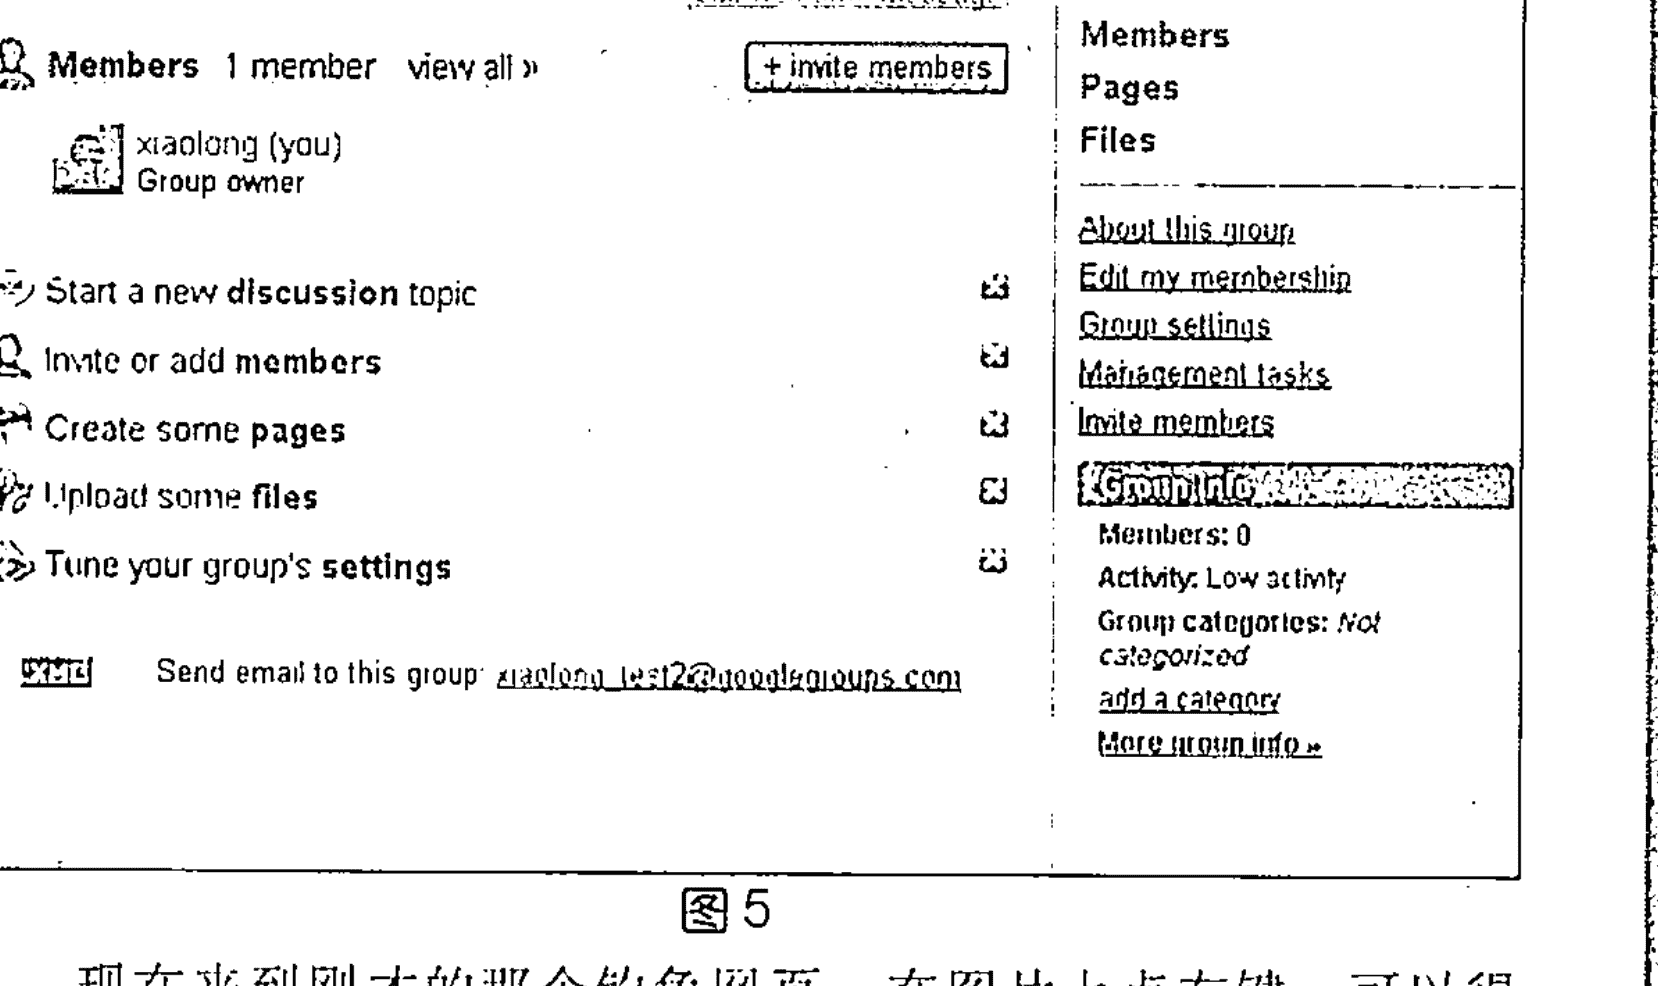 Members 1 member view all »
+ invite members
xiaolong (you)
Group owner
Start a new discussion topic
Invite or add members
Create some pages
Upload some files
Tune your group's settings
Send email to this group: xiaolong_test2@googlegroups.com
Members
Pages
Files
About this group
Edit my membership
Group settings
Management tasks
Invite members
Group info
Members: 0
Activity: Low activity
Group categories: Not
categorized
add a category
More group info »
图 5